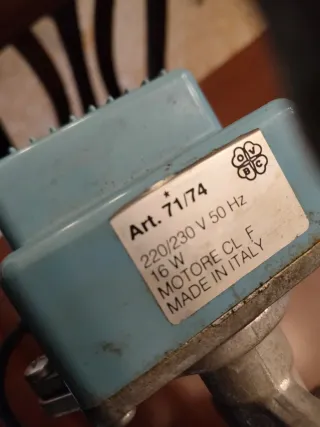 O V
B C
Art. 71/74
220/230 V 50 Hz
16 W
MOTORE CL F
MADE IN ITALY